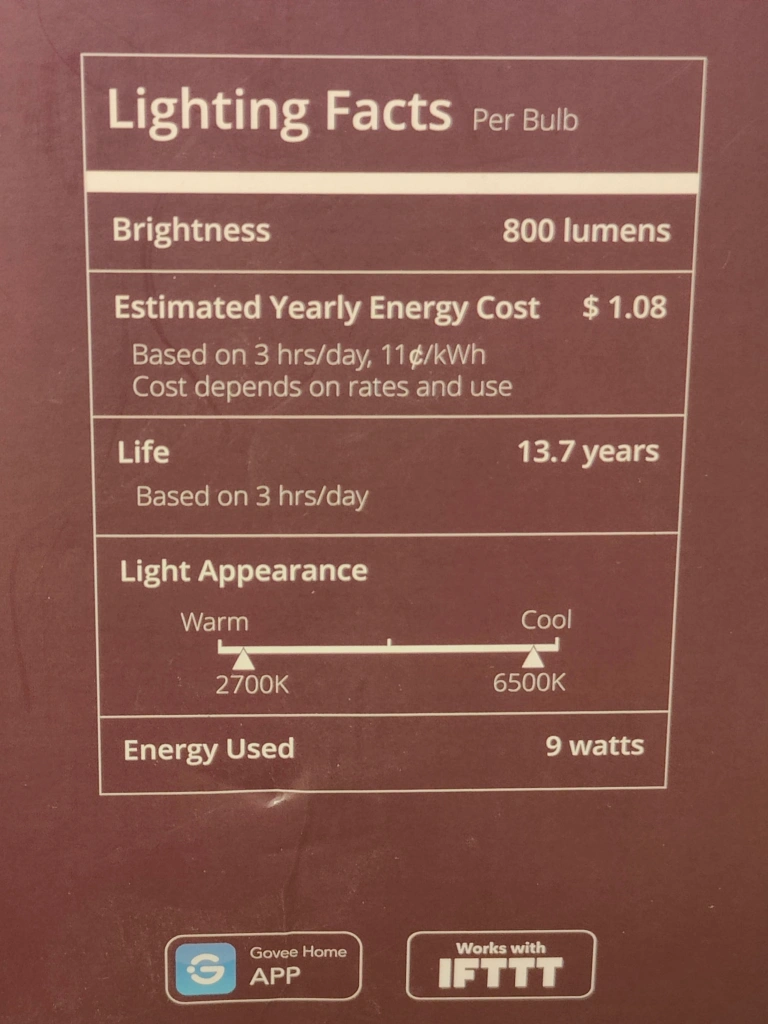 Lighting Facts Per Bulb
Brightness 800 lumens
Estimated Yearly Energy Cost $ 1.08
Based on 3 hrs/day, 11¢/kWh
Cost depends on rates and use
Life 13.7 years
Based on 3 hrs/day
Light Appearance
Warm Cool
2700K 6500K
Energy Used 9 watts
Govee Home
APP
Works with
IFTTT